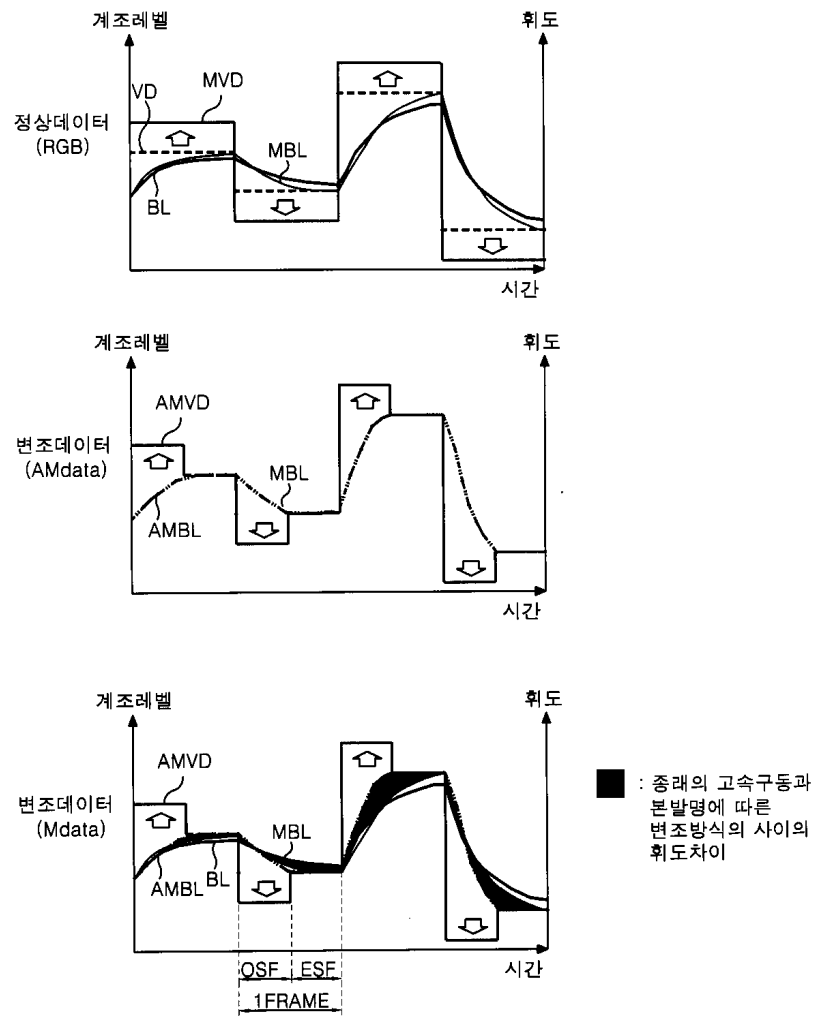 계조레벨
휘도
VD
MVD
정상데이터
(RGB)
MBL
BL
시간
계조레벨
휘도
AMVD
변조데이터
(AMdata)
MBL
AMBL
시간
계조레벨
휘도
AMVD
변조데이터
(Mdata)
MBL
AMBL
BL
: 종래의 고속구동과
본발명에 따른
변조방식의 사이의
휘도차이
OSF
ESF
시간
1FRAME